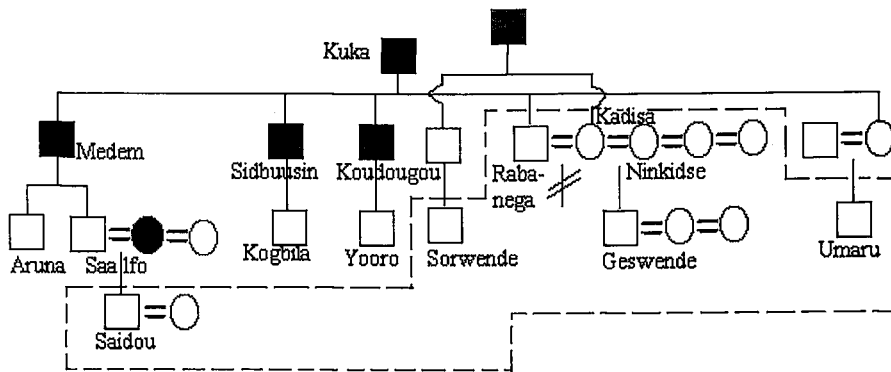 Kuka
Kadisa
Medem
Sidbuusin
Koudougou
Raba-
nega
Ninkidse
Aruna
Saalfo
Kogbila
Yooro
Sorwende
Geswende
Umaru
Saidou